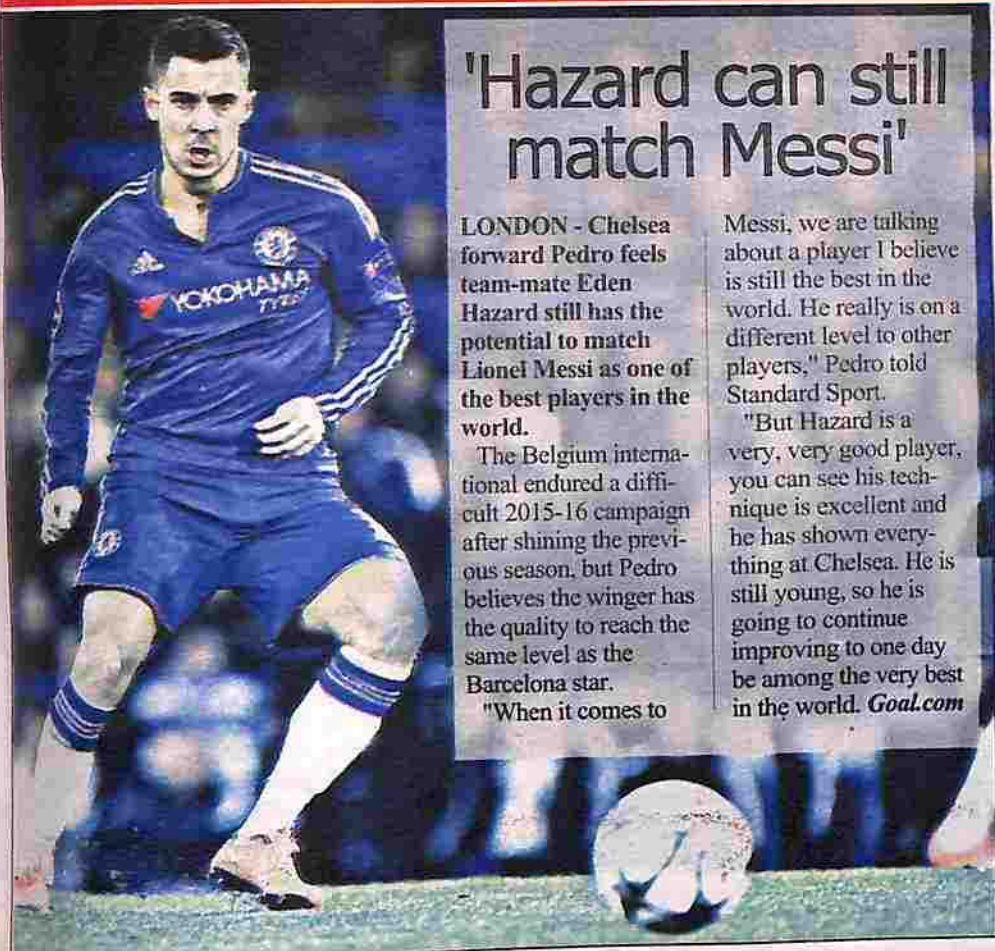 'Hazard can still
match Messi'
LONDON - Chelsea
forward Pedro feels
team-mate Eden
Hazard still has the
potential to match
Lionel Messi as one of
the best players in the
world.
The Belgium interna-
tional endured a diffi-
cult 2015-16 campaign
after shining the previ-
ous season, but Pedro
believes the winger has
the quality to reach the
same level as the
Barcelona star.
"When it comes to
Messi, we are talking
about a player I believe
is still the best in the
world. He really is on a
different level to other
players," Pedro told
Standard Sport.
"But Hazard is a
very, very good player,
you can see his tech-
nique is excellent and
he has shown every-
thing at Chelsea. He is
still young, so he is
going to continue
improving to one day
be among the very best
in the world. Goal.com
adidas
YOKOHAMA
TYRES